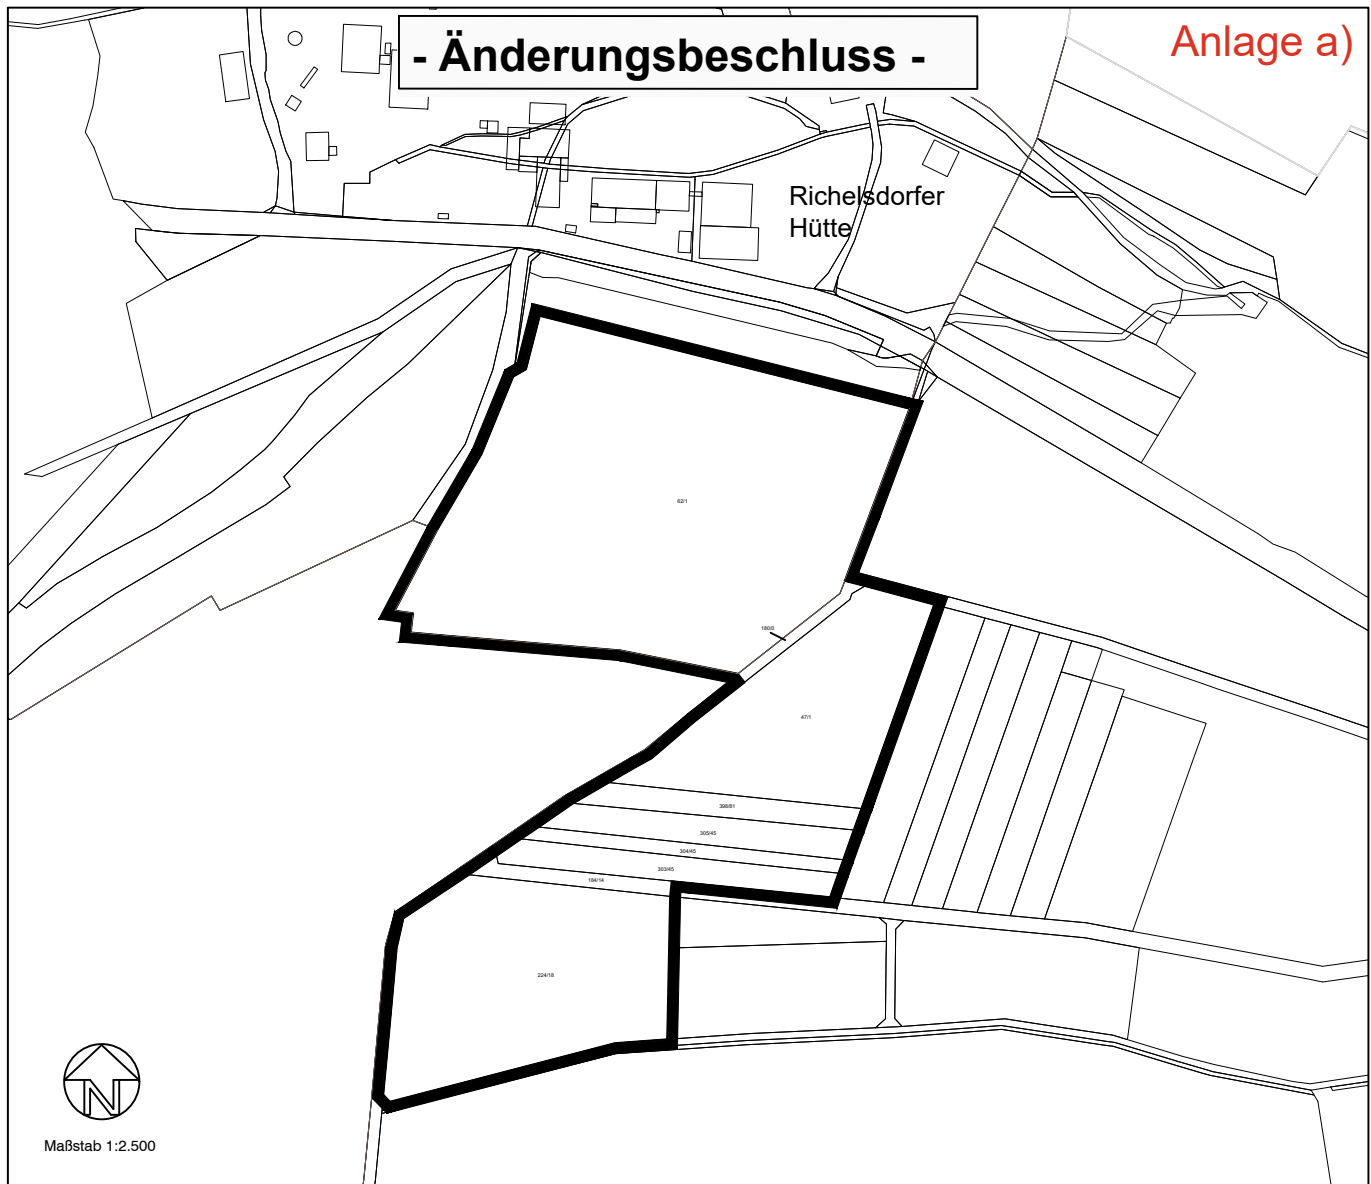 - Änderungsbeschluss -
Anlage a)
Richelsdorfer
Hütte
62/1
180/3
47/1
398/81
305/45
304/45
303/45
184/14
224/18
N
Maßstab 1:2.500